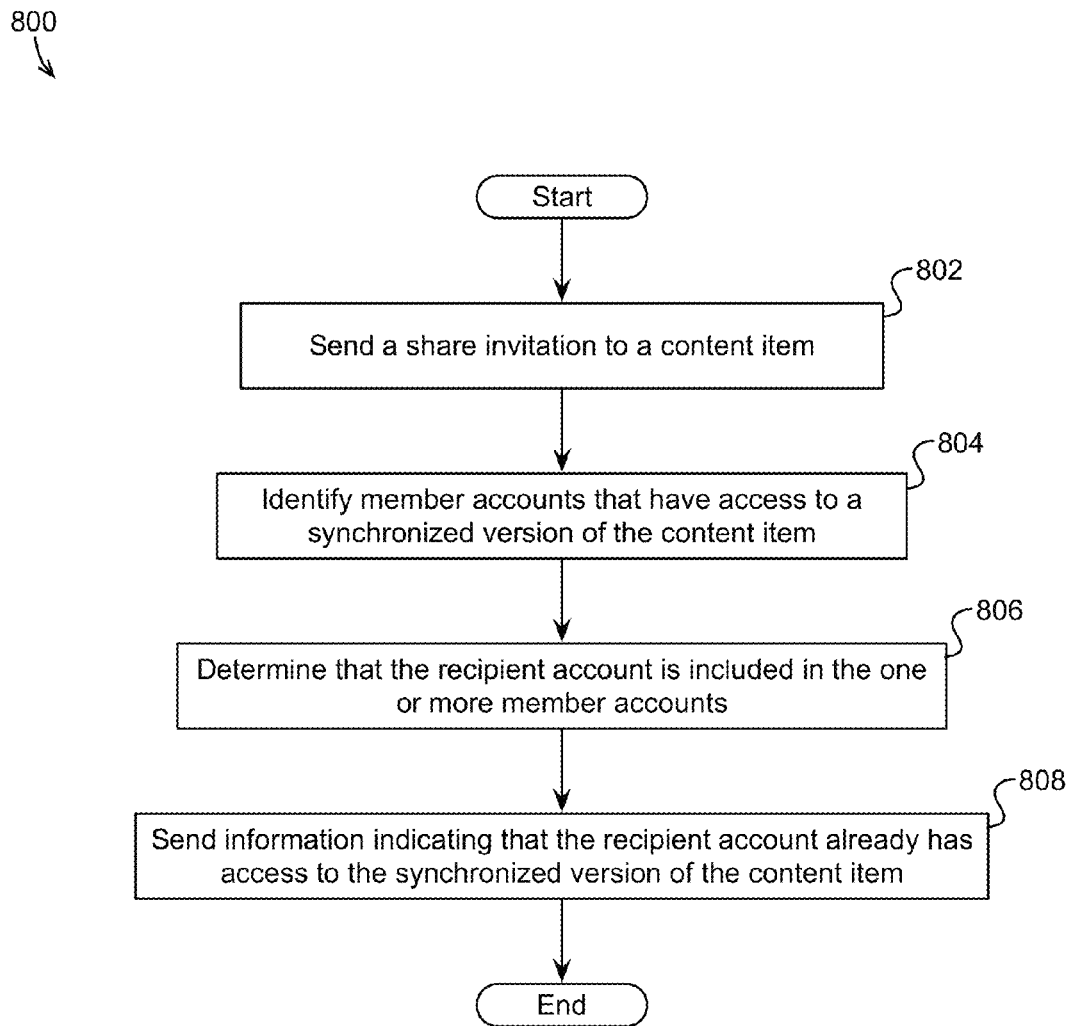 800
Start
802
Send a share invitation to a content item
804
Identify member accounts that have access to a
synchronized version of the content item
806
Determine that the recipient account is included in the one
or more member accounts
808
Send information indicating that the recipient account already has
access to the synchronized version of the content item
End